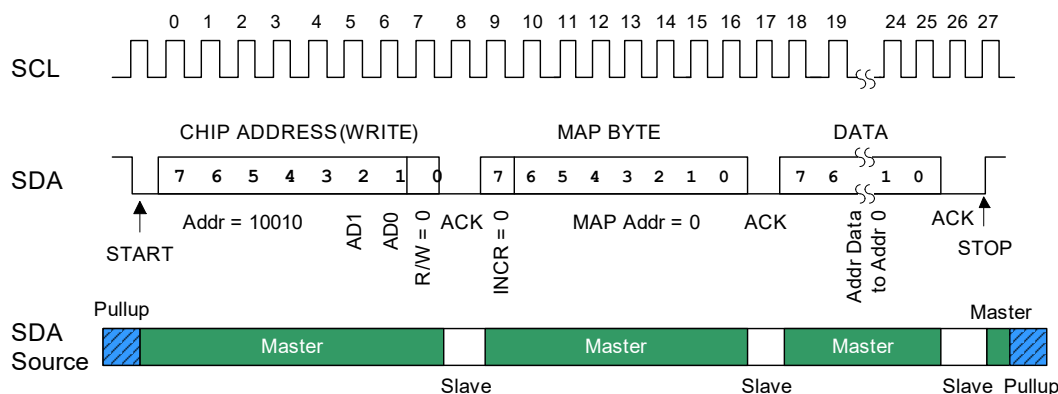 0 1 2 3 4 5 6 7 8 9 10 11 12 13 14 15 16 17 18 19 24 25 26 27
SCL
CHIP ADDRESS (WRITE) MAP BYTE DATA
SDA
7 6 5 4 3 2 1 0 7 6 5 4 3 2 1 0 7 6 1 0
Addr = 10010
AD1
AD0
R/W = 0
ACK
INCR = 0
MAP Addr = 0
ACK
Addr Data
to Addr 0
ACK
START
STOP
Pullup
Master
SDA
Source
Master Master Master
Slave Slave Slave Pullup